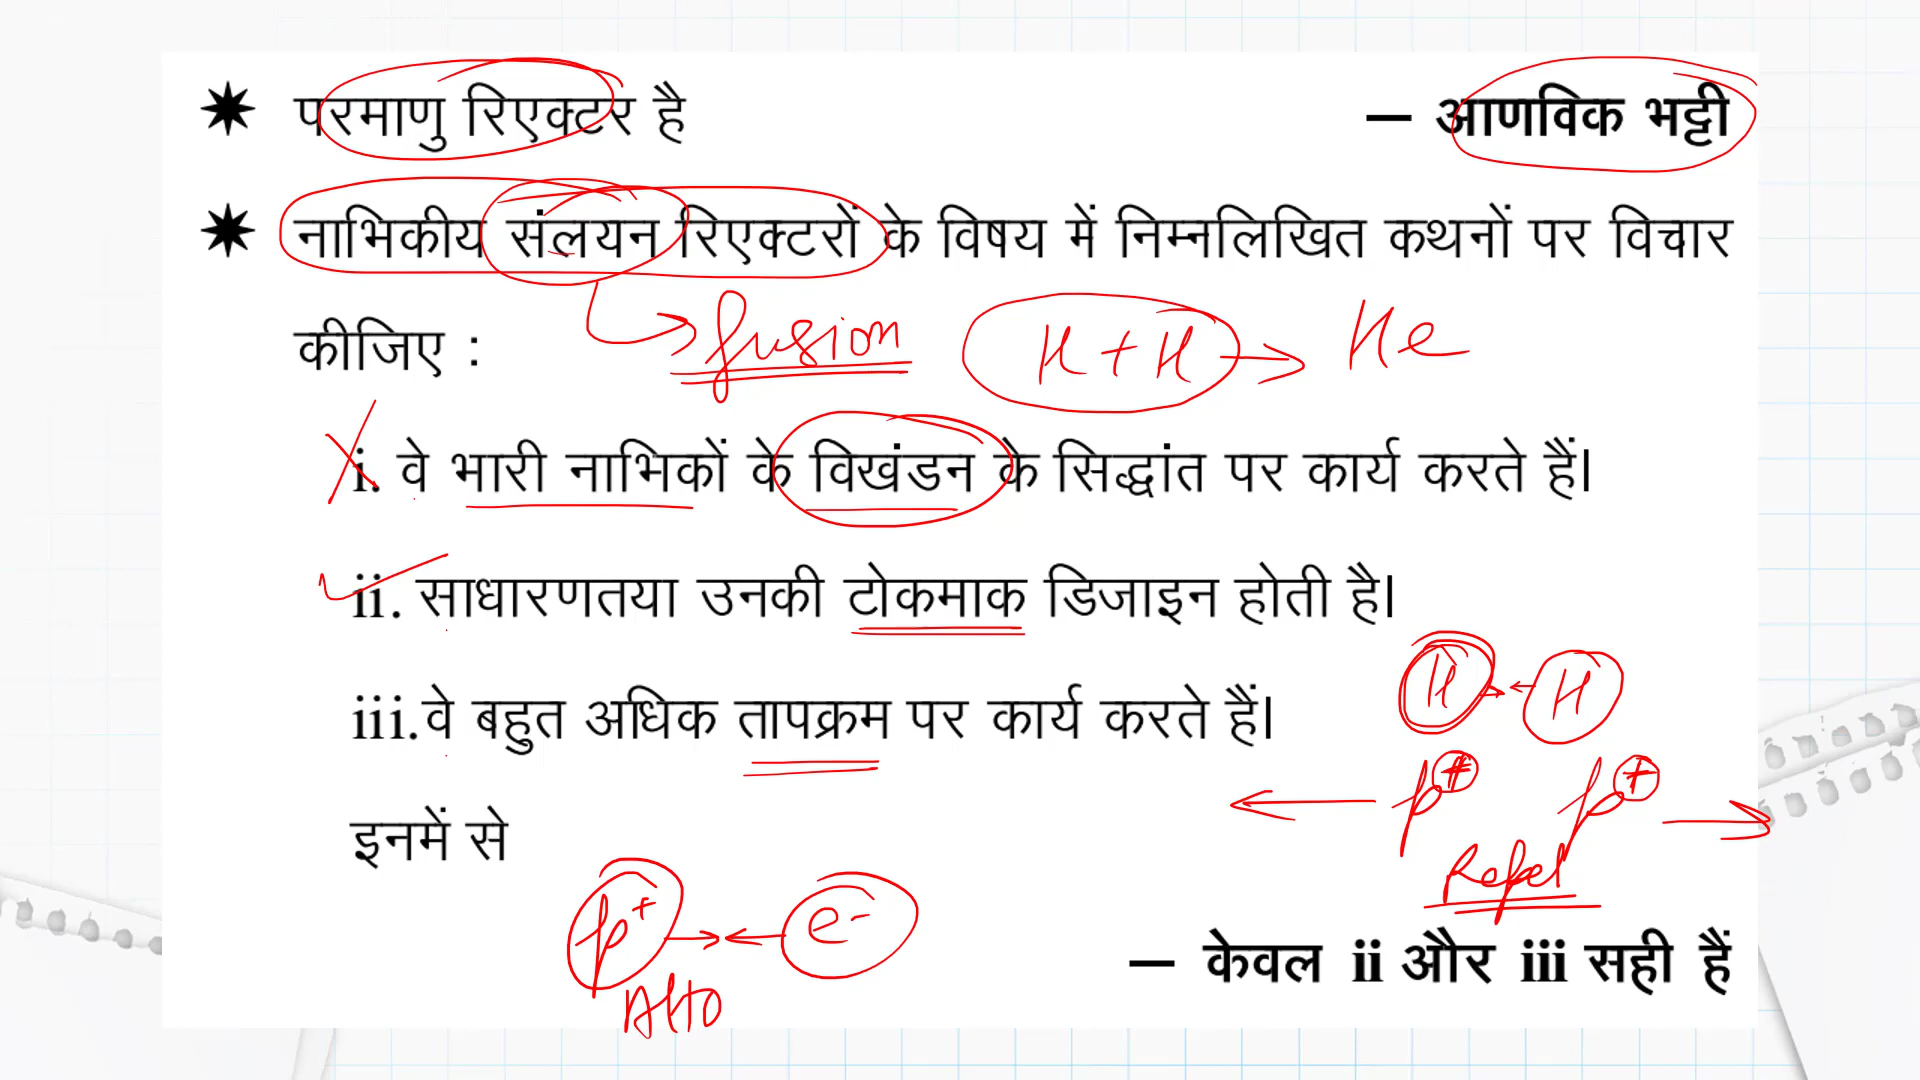 ✷ परमाणु रिएक्टर है — आणविक भट्टी
✷ नाभिकीय संलयन रिएक्टरों के विषय में निम्नलिखित कथनों पर विचार
कीजिए :
fusion H + H → He
i. वे भारी नाभिकों के विखंडन के सिद्धांत पर कार्य करते हैं।
ii. साधारणतया उनकी टोकमाक डिजाइन होती है।
H H
iii. वे बहुत अधिक तापक्रम पर कार्य करते हैं।
p+ p+
इनमें से
Repel
p+ e-
— केवल ii और iii सही हैं